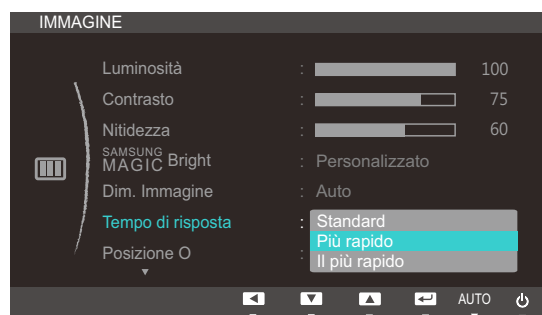 IMMAGINE
Luminosità : 100
Contrasto : 75
Nitidezza : 60
SAMSUNG MAGIC Bright : Personalizzato
Dim. Immagine : Auto
Tempo di risposta : Standard
Più rapido
Posizione O : Il più rapido
AUTO